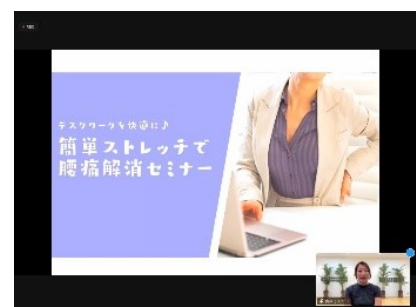 デスクワークを快適に♪
簡単ストレッチで
腰痛解消セミナー